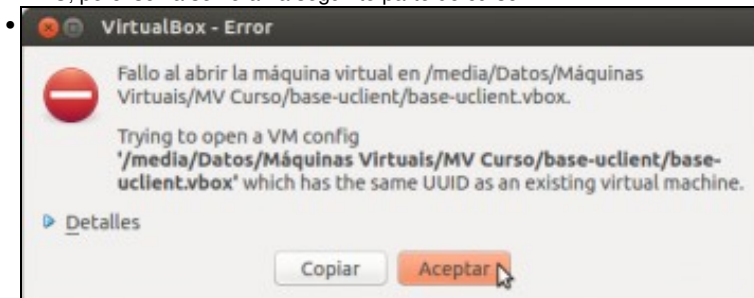 VirtualBox - Error
Fallo al abrir la máquina virtual en /media/Datos/Máquinas
Virtuais/MV Curso/base-uclient/base-uclient.vbox.
Trying to open a VM config
'/media/Datos/Máquinas Virtuais/MV Curso/base-uclient/base-
uclient.vbox' which has the same UUID as an existing virtual machine.
Detalles
Copiar Aceptar